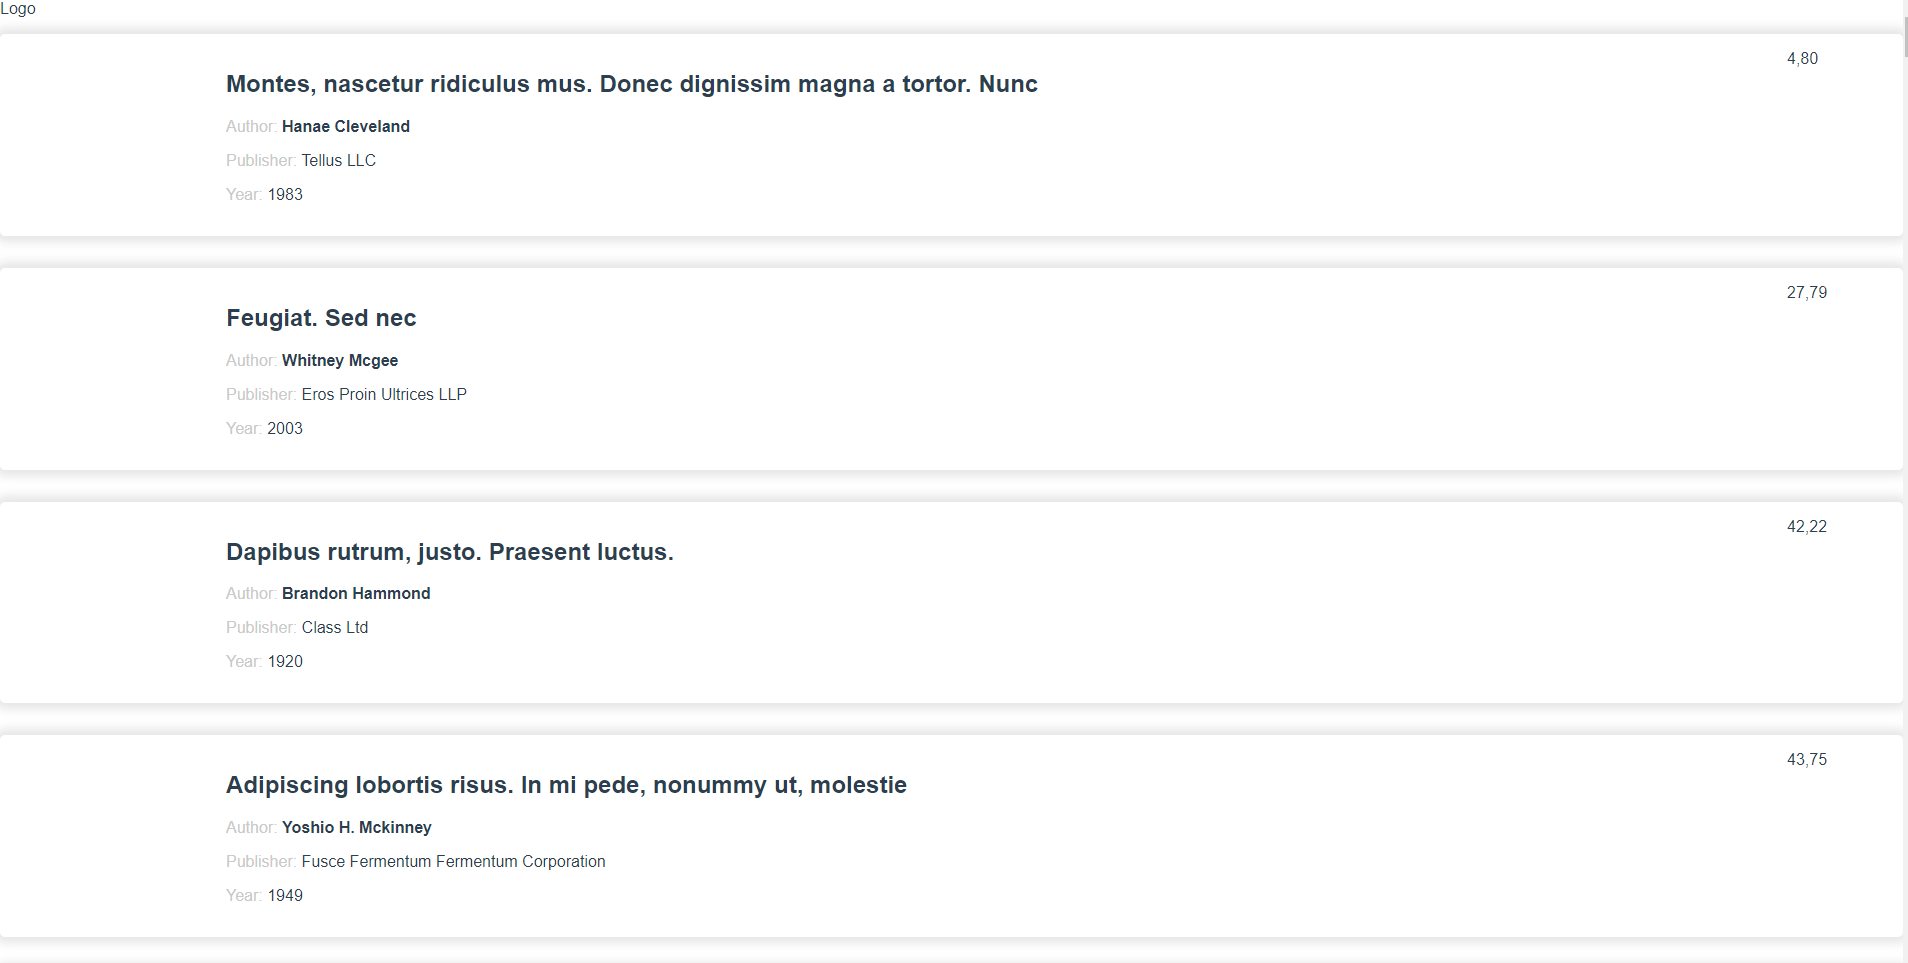 Logo
4,80
Montes, nascetur ridiculus mus. Donec dignissim magna a tortor. Nunc
Author: Hanae Cleveland
Publisher: Tellus LLC
Year: 1983
27,79
Feugiat. Sed nec
Author: Whitney Mcgee
Publisher: Eros Proin Ultrices LLP
Year: 2003
42,22
Dapibus rutrum, justo. Praesent luctus.
Author: Brandon Hammond
Publisher: Class Ltd
Year: 1920
43,75
Adipiscing lobortis risus. In mi pede, nonummy ut, molestie
Author: Yoshio H. Mckinney
Publisher: Fusce Fermentum Fermentum Corporation
Year: 1949